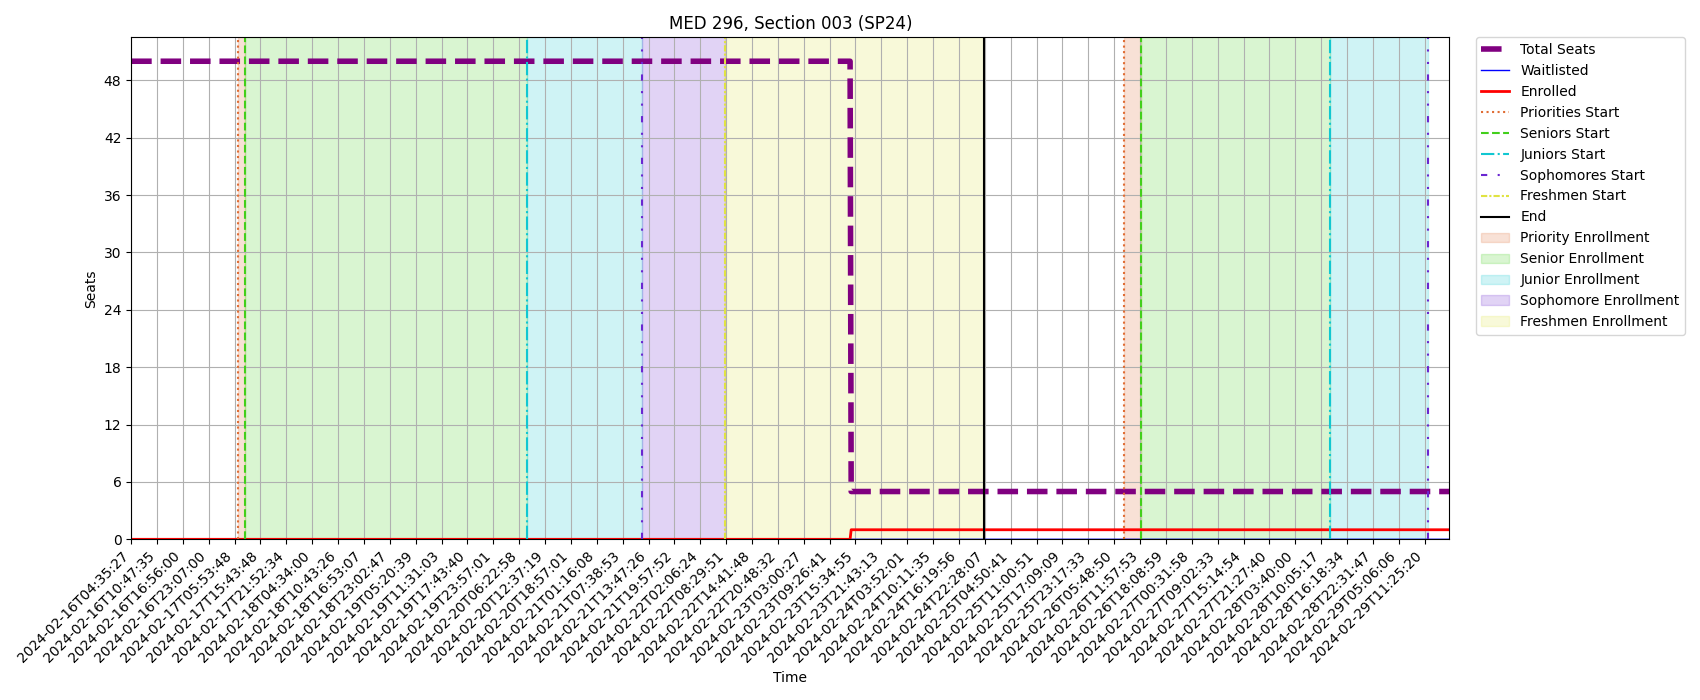 MED 296, Section 003 (SP24)
Seats
48
42
36
30
24
18
12
6
0
2024-02-16T04:35:27
2024-02-16T10:47:35
2024-02-16T16:56:00
2024-02-16T23:07:00
2024-02-17T05:53:48
2024-02-17T15:43:48
2024-02-17T21:52:34
2024-02-18T04:34:00
2024-02-18T10:43:26
2024-02-18T16:53:07
2024-02-18T23:02:47
2024-02-19T05:20:39
2024-02-19T11:31:03
2024-02-19T17:43:40
2024-02-19T23:57:01
2024-02-20T06:22:58
2024-02-20T12:37:19
2024-02-20T18:57:01
2024-02-21T01:16:08
2024-02-21T07:38:53
2024-02-21T13:47:26
2024-02-21T19:57:52
2024-02-22T02:06:24
2024-02-22T08:29:51
2024-02-22T14:41:48
2024-02-22T20:48:32
2024-02-23T03:00:27
2024-02-23T09:26:41
2024-02-23T15:34:55
2024-02-23T21:43:13
2024-02-24T03:52:01
2024-02-24T10:11:35
2024-02-24T16:19:56
2024-02-24T22:28:07
2024-02-25T04:50:41
2024-02-25T11:00:51
2024-02-25T17:09:09
2024-02-25T23:17:33
2024-02-26T05:48:50
2024-02-26T11:57:53
2024-02-26T18:08:59
2024-02-27T00:31:58
2024-02-27T09:02:33
2024-02-27T15:14:54
2024-02-27T21:27:40
2024-02-28T03:40:00
2024-02-28T10:05:17
2024-02-28T16:18:34
2024-02-28T22:31:47
2024-02-29T05:06:06
2024-02-29T11:25:20
Time
Total Seats
Waitlisted
Enrolled
Priorities Start
Seniors Start
Juniors Start
Sophomores Start
Freshmen Start
End
Priority Enrollment
Senior Enrollment
Junior Enrollment
Sophomore Enrollment
Freshmen Enrollment